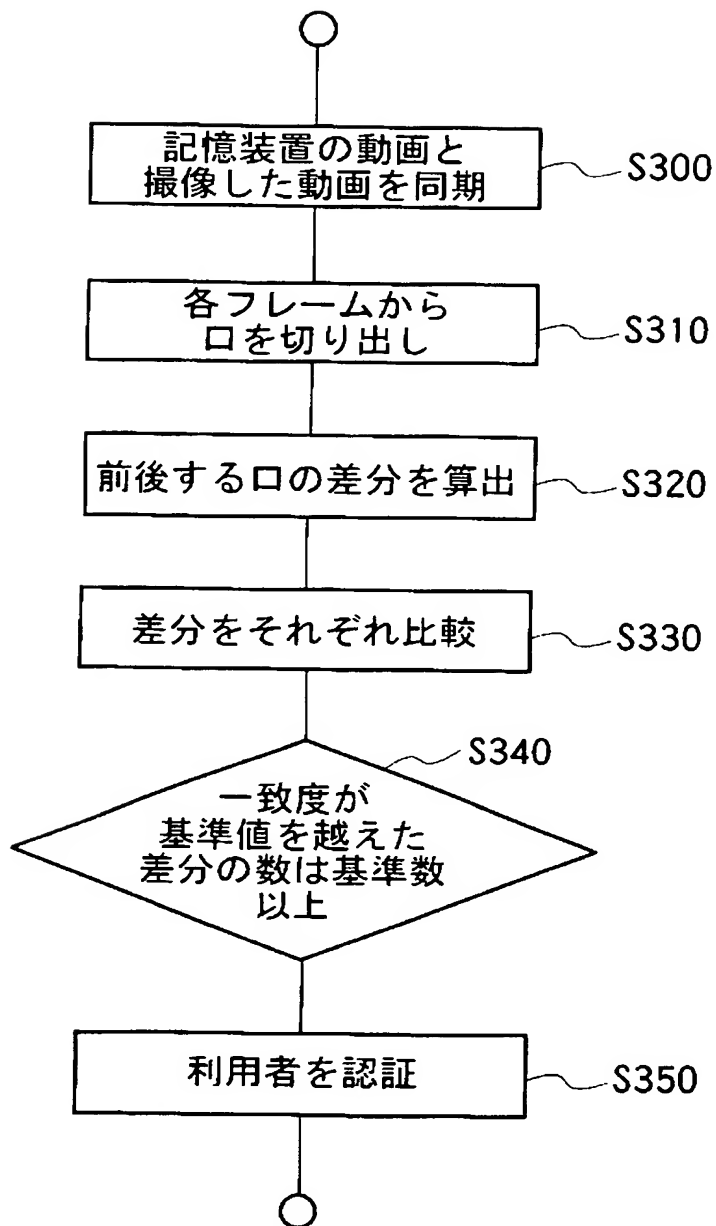 記憶装置の動画と
撮像した動画を同期
S300
各フレームから
口を切り出し
S310
前後する口の差分を算出
S320
差分をそれぞれ比較
S330
S340
一致度が
基準値を越えた
差分の数は基準数
以上
利用者を認証
S350